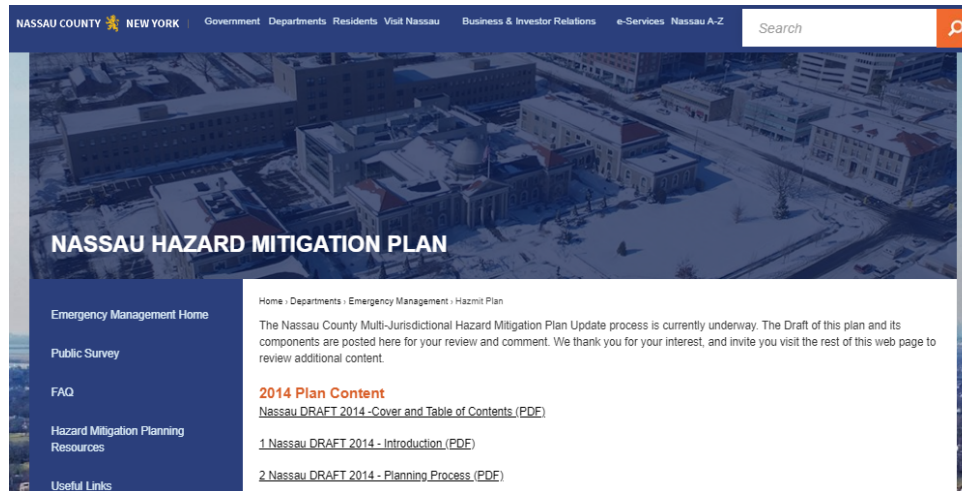 NASSAU COUNTY NEW YORK | Government Departments Residents Visit Nassau Business & Investor Relations e-Services Nassau A-Z Search
NASSAU HAZARD MITIGATION PLAN
Emergency Management Home
Public Survey
FAQ
Hazard Mitigation Planning
Resources
Useful Links
Home › Departments › Emergency Management › Hazmit Plan
The Nassau County Multi-Jurisdictional Hazard Mitigation Plan Update process is currently underway. The Draft of this plan and its
components are posted here for your review and comment. We thank you for your interest, and invite you visit the rest of this web page to
review additional content.
2014 Plan Content
Nassau DRAFT 2014 -Cover and Table of Contents (PDF)
1 Nassau DRAFT 2014 - Introduction (PDF)
2 Nassau DRAFT 2014 - Planning Process (PDF)